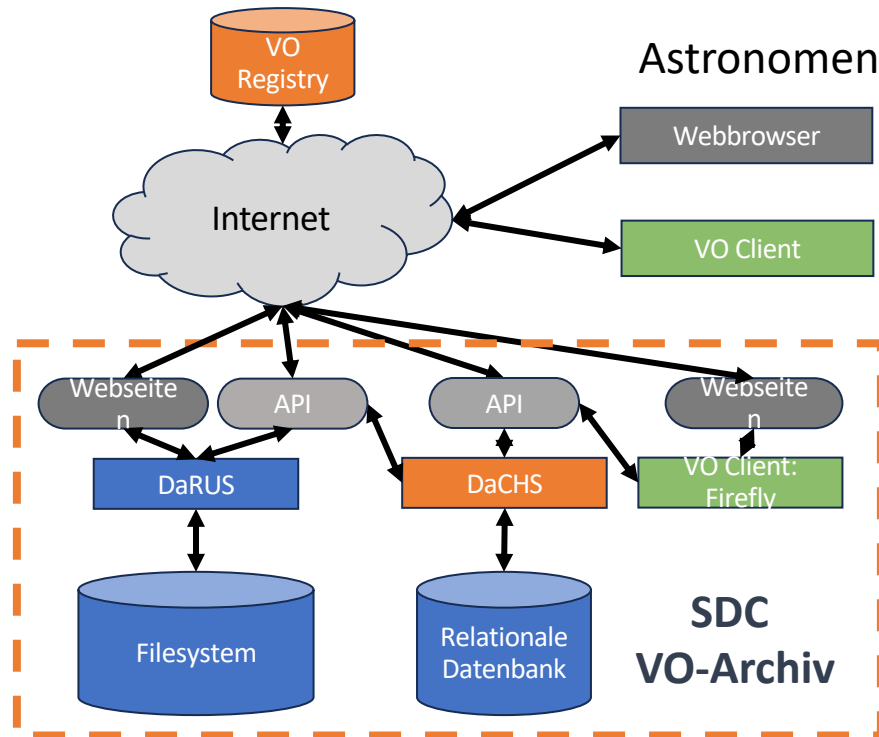 VO
Registry
Astronomen
Webbrowser
Internet
VO Client
Webseite
n
API
API
Webseite
n
DaRUS
DaCHS
VO Client:
Firefly
Filesystem
Relationale
Datenbank
SDC
VO-Archiv